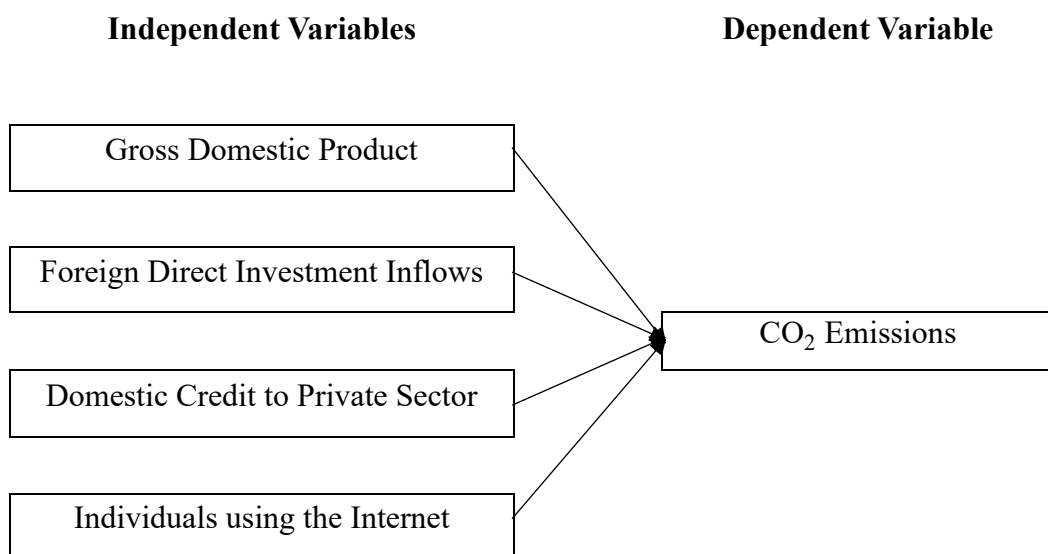 Independent Variables
Dependent Variable
Gross Domestic Product
Foreign Direct Investment Inflows
CO₂ Emissions
Domestic Credit to Private Sector
Individuals using the Internet